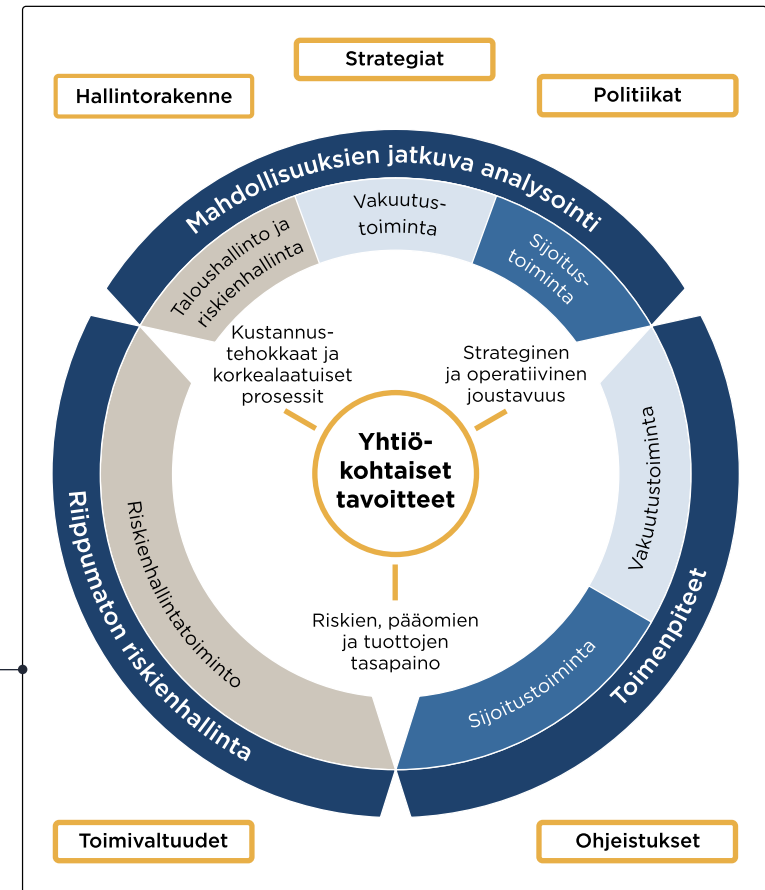 Strategiat
Hallintorakenne
Politiikat
Mahdollisuuksien jatkuva analysointi
Taloushallinto ja
riskienhallinta
Vakuutus-
toiminta
Sijoitus-
toiminta
Kustannus-
tehokkaat ja
korkealaatuiset
prosessit
Strateginen
ja operatiivinen
joustavuus
Yhtiö-
kohtaiset
tavoitteet
Riskien, pääomien
ja tuottojen
tasapaino
Vakuutustoiminta
Sijoitustoiminta
Toimenpiteet
Riskienhallintatoiminto
Riippumaton riskienhallinta
Toimivaltuudet
Ohjeistukset